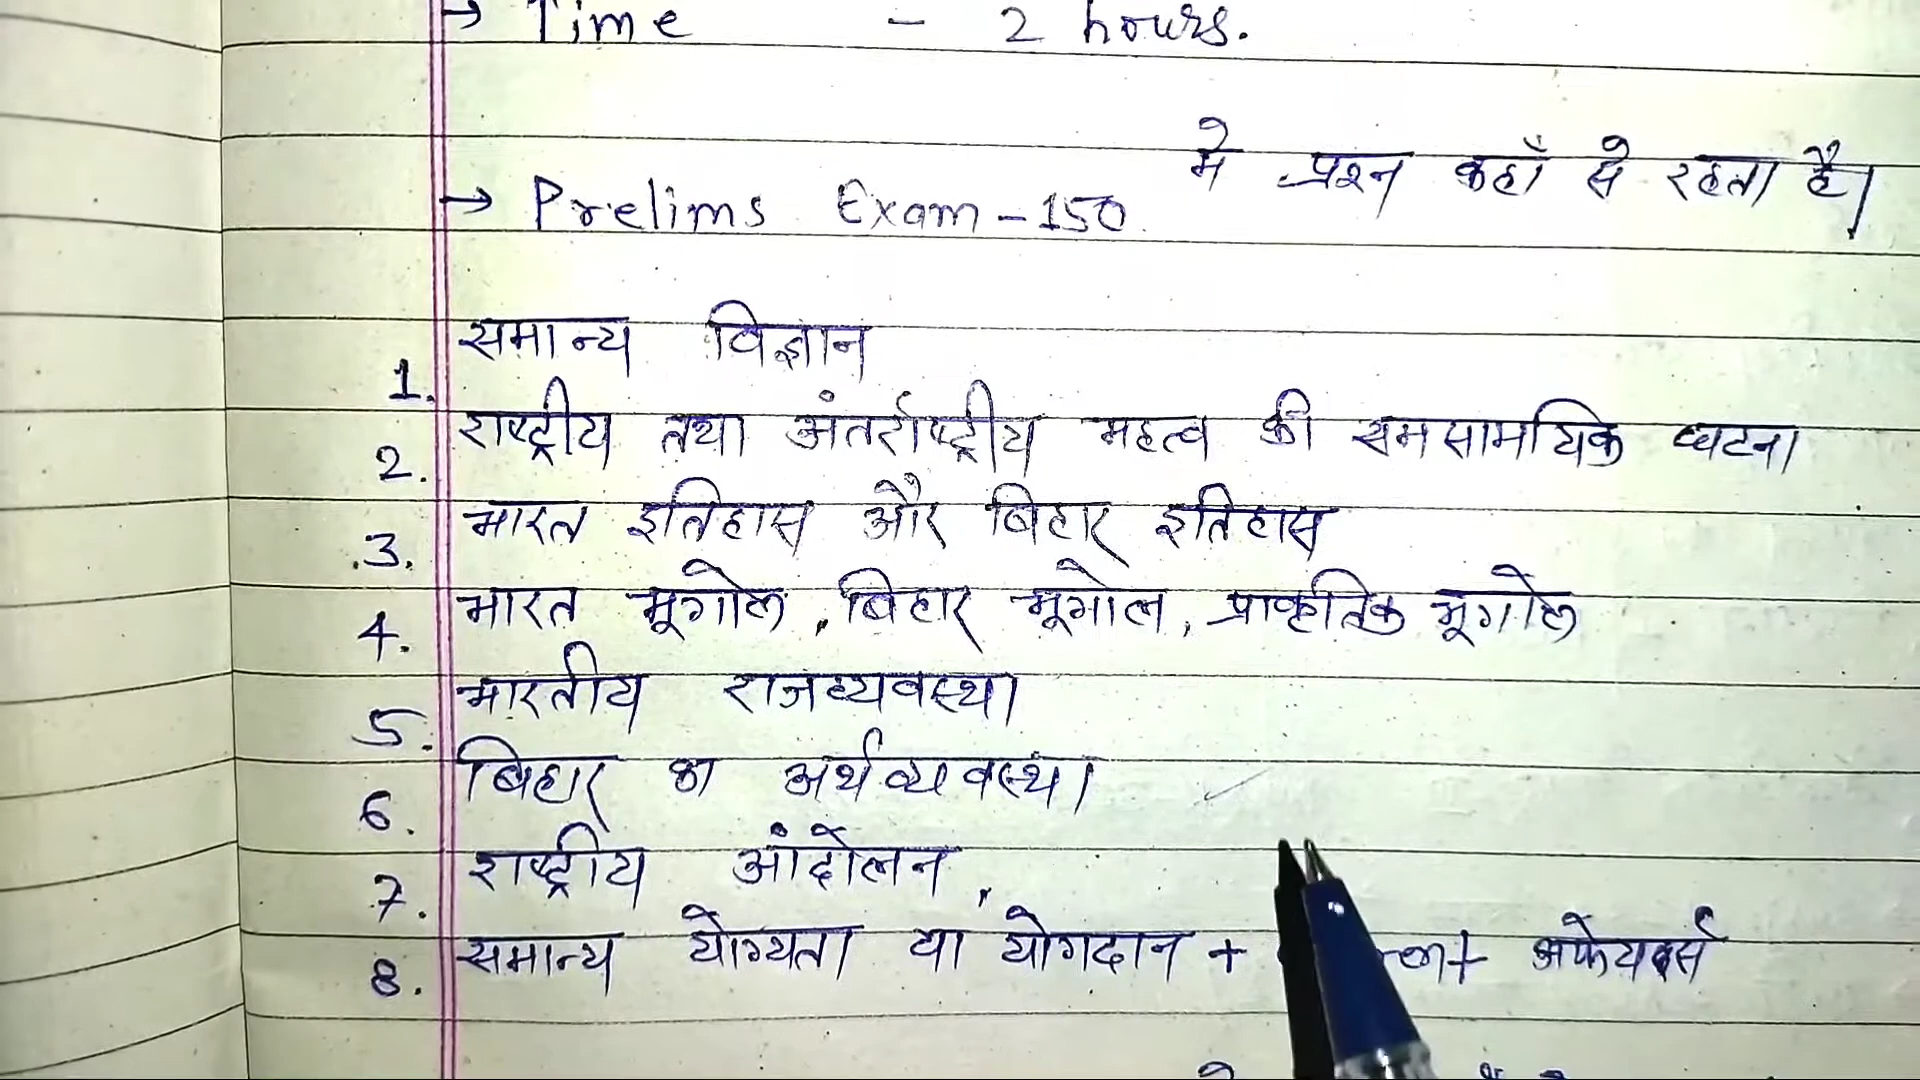 → Time - 2 hours.
→ Prelims Exam - 150 मे प्रश्न कहाँ से रहता है।
1. समान्य विज्ञान
2. राष्ट्रीय तथा अंतर्राष्ट्रीय महत्व की समसामयिक घटना
3. भारत इतिहास और बिहार इतिहास
4. भारत भूगोल, बिहार भूगोल, प्राकृतिक भूगोल
5. भारतीय राजव्यवस्था
6. बिहार का अर्थव्यवस्था
7. राष्ट्रीय आंदोलन,
8. समान्य योग्यता या योगदान + अफेयर्स